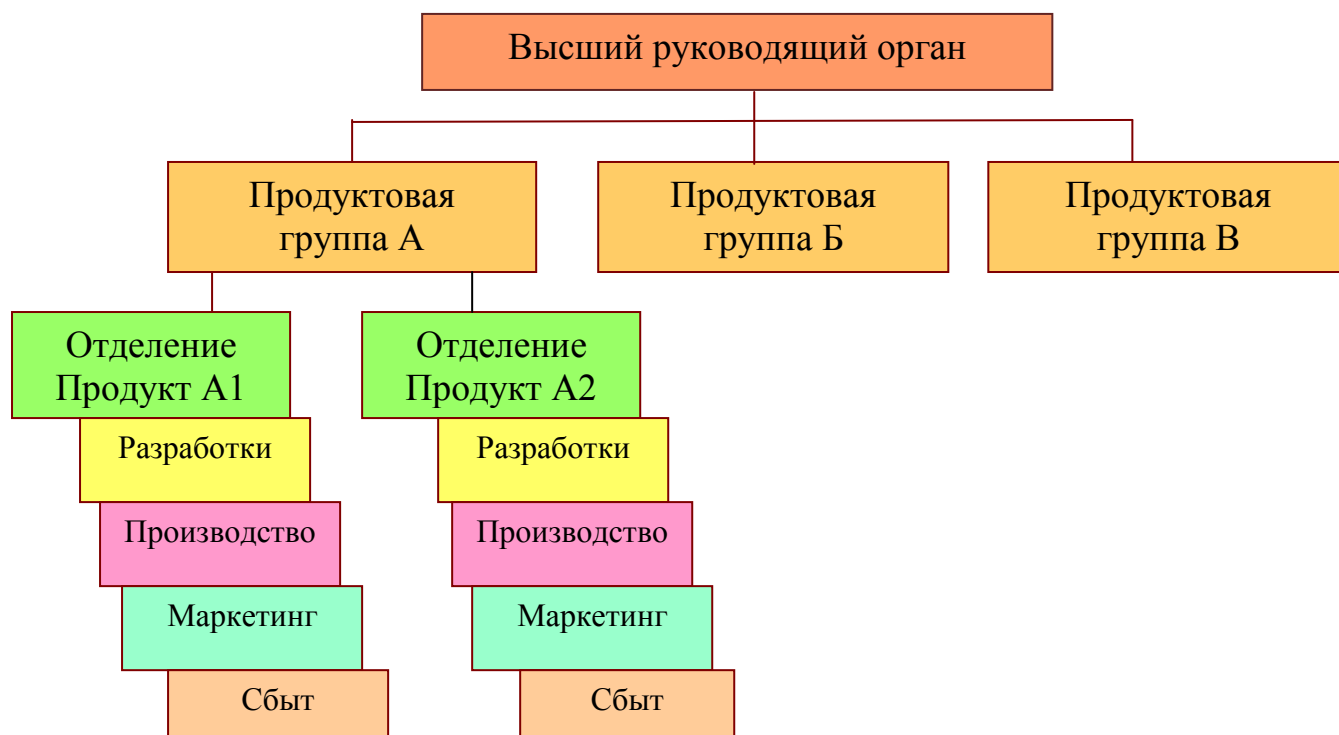 Высший руководящий орган
Продуктовая
группа А
Продуктовая
группа Б
Продуктовая
группа В
Отделение
Продукт А1
Разработки
Производство
Маркетинг
Сбыт
Отделение
Продукт А2
Разработки
Производство
Маркетинг
Сбыт